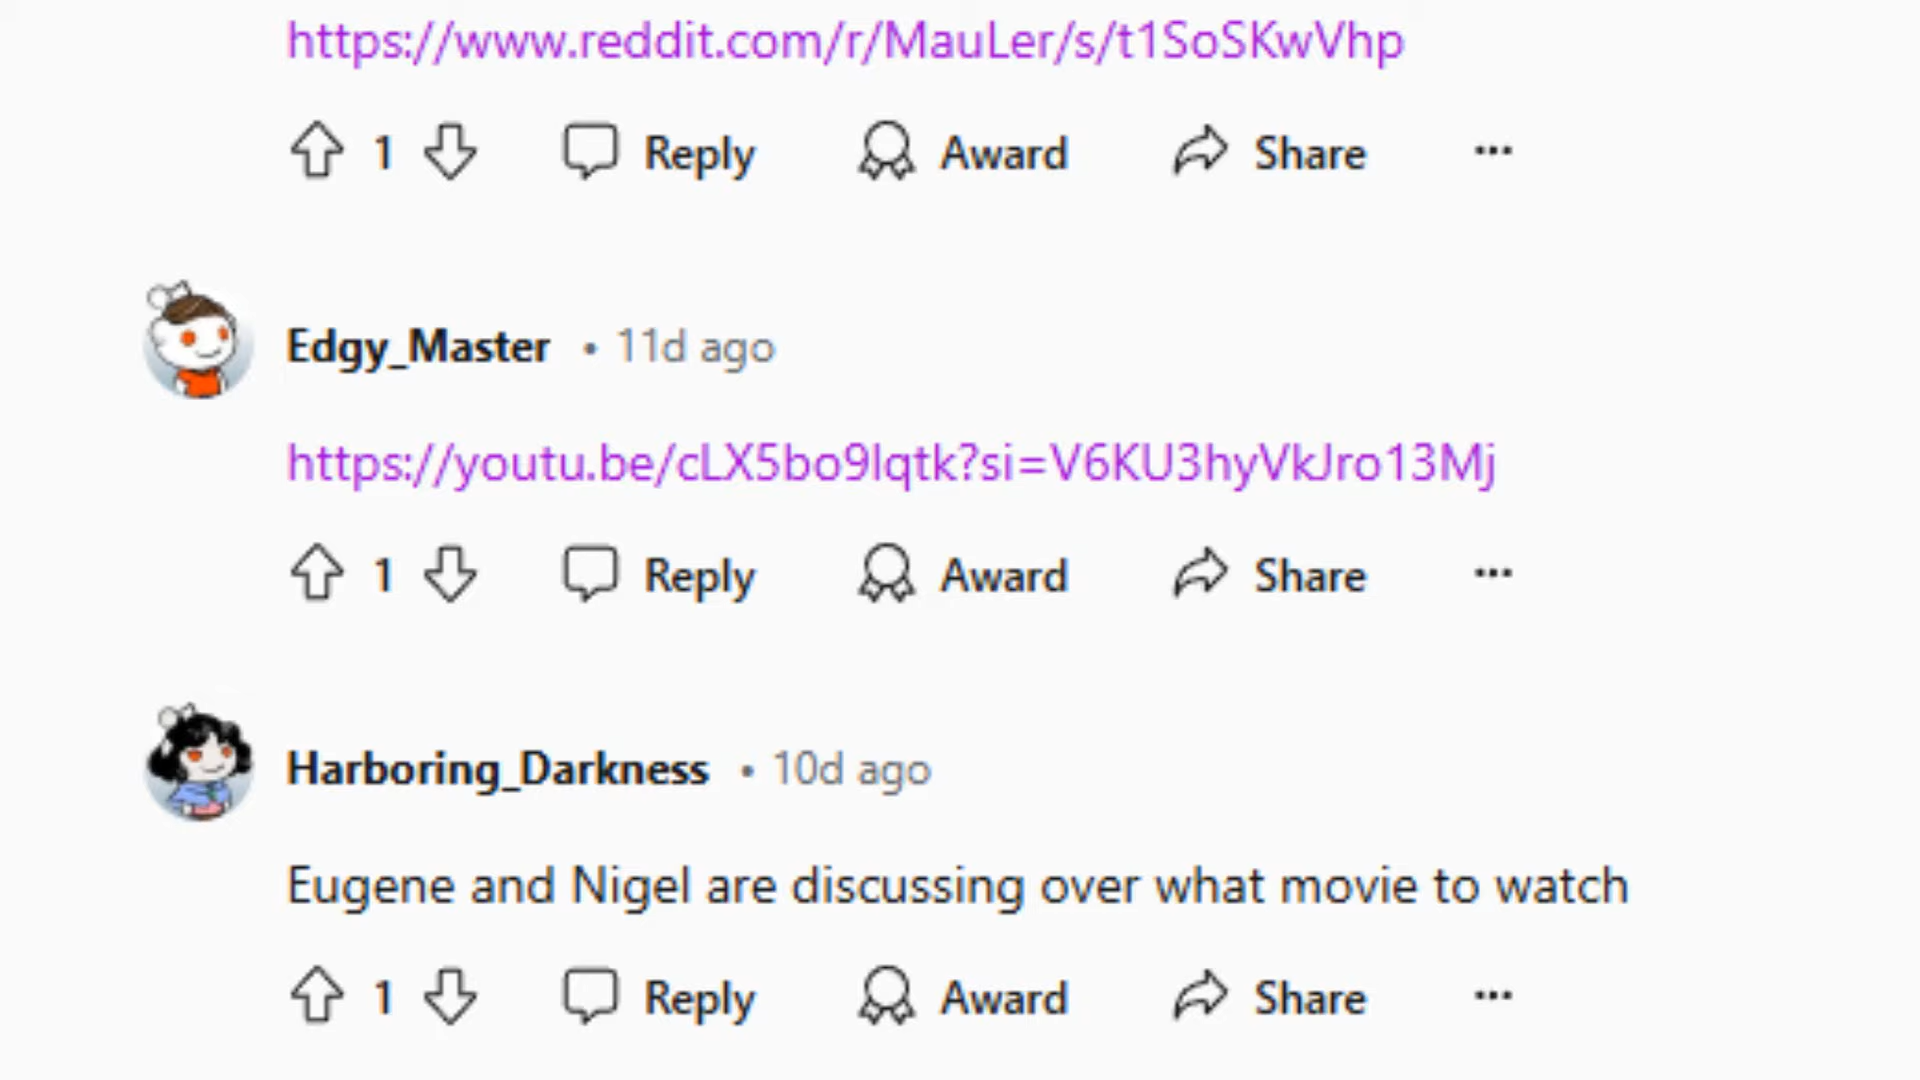 https://www.reddit.com/r/MauLer/s/t1SoSKwVhp
1 Reply Award Share ...
Edgy_Master • 11d ago
https://youtu.be/cLX5bo9lqtk?si=V6KU3hyVkJro13Mj
1 Reply Award Share ...
Harboring_Darkness • 10d ago
Eugene and Nigel are discussing over what movie to watch
1 Reply Award Share ...